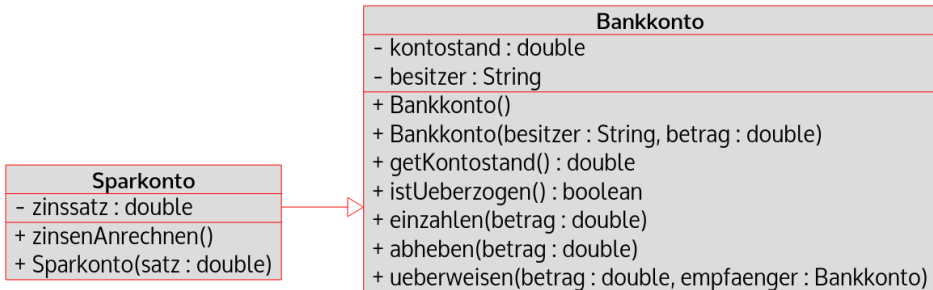 Bankkonto
- kontostand : double
- besitzer : String
+ Bankkonto()
+ Bankkonto(besitzer : String, betrag : double)
+ getKontostand() : double
+ istUeberzogen() : boolean
+ einzahlen(betrag : double)
+ abheben(betrag : double)
+ ueberweisen(betrag : double, empfaenger : Bankkonto)
Sparkonto
- zinssatz : double
+ zinsenAnrechnen()
+ Sparkonto(satz : double)